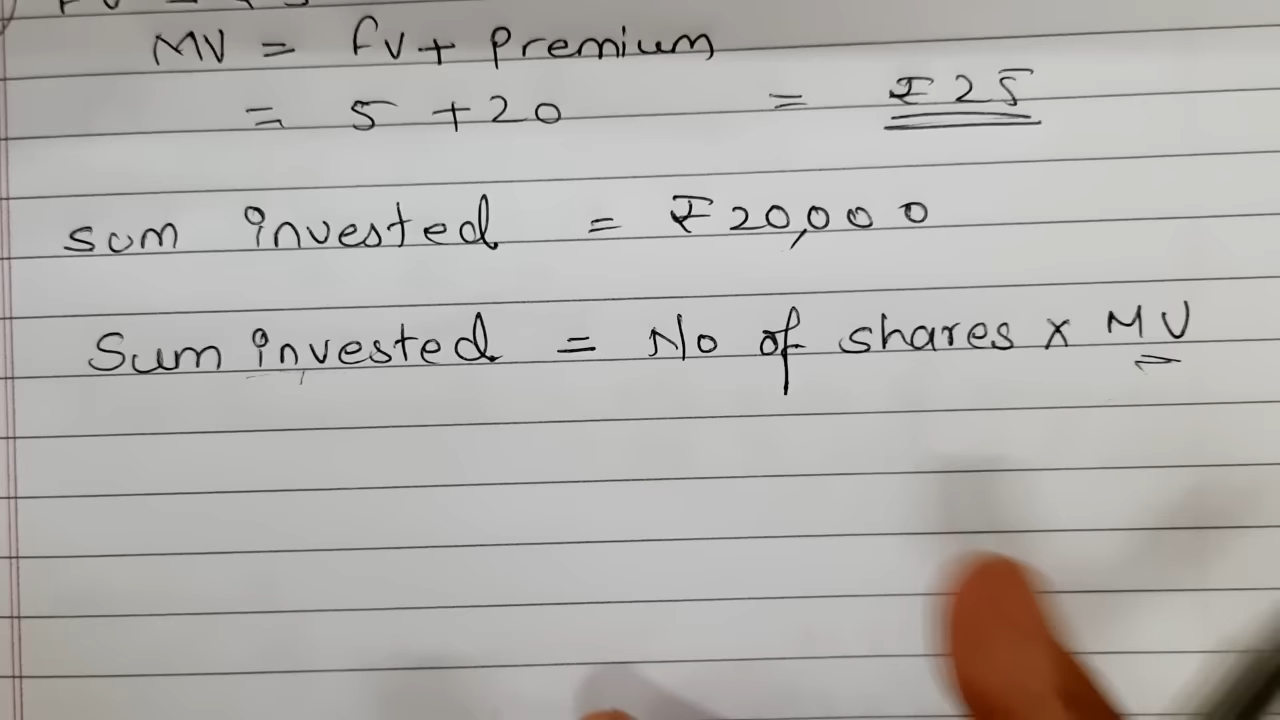 MV = FV + Premium
= 5 + 20 = ₹25
sum invested = ₹20,000
Sum invested = No of shares x MV